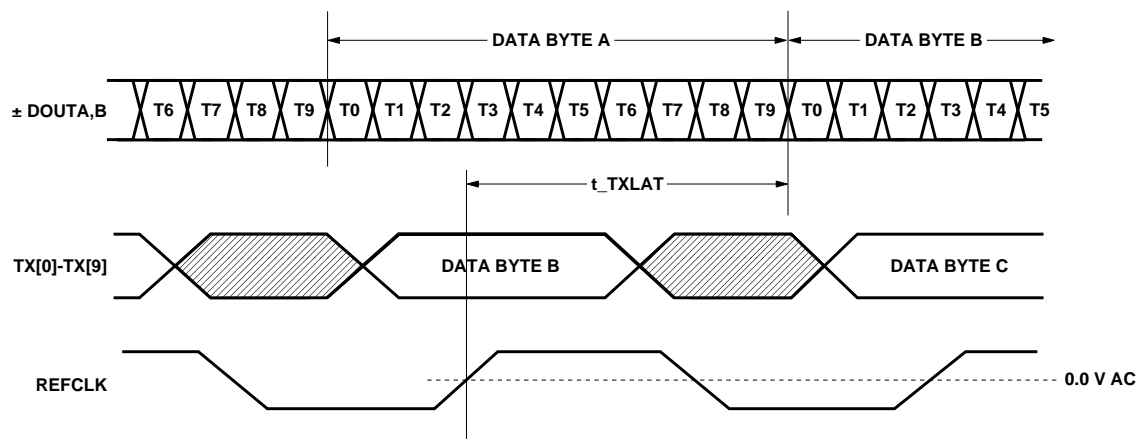 DATA BYTE A DATA BYTE B
± DOUTA,B T6 T7 T8 T9 T0 T1 T2 T3 T4 T5 T6 T7 T8 T9 T0 T1 T2 T3 T4 T5
t_TXLAT
TX[0]-TX[9] DATA BYTE B DATA BYTE C
REFCLK 0.0 V AC